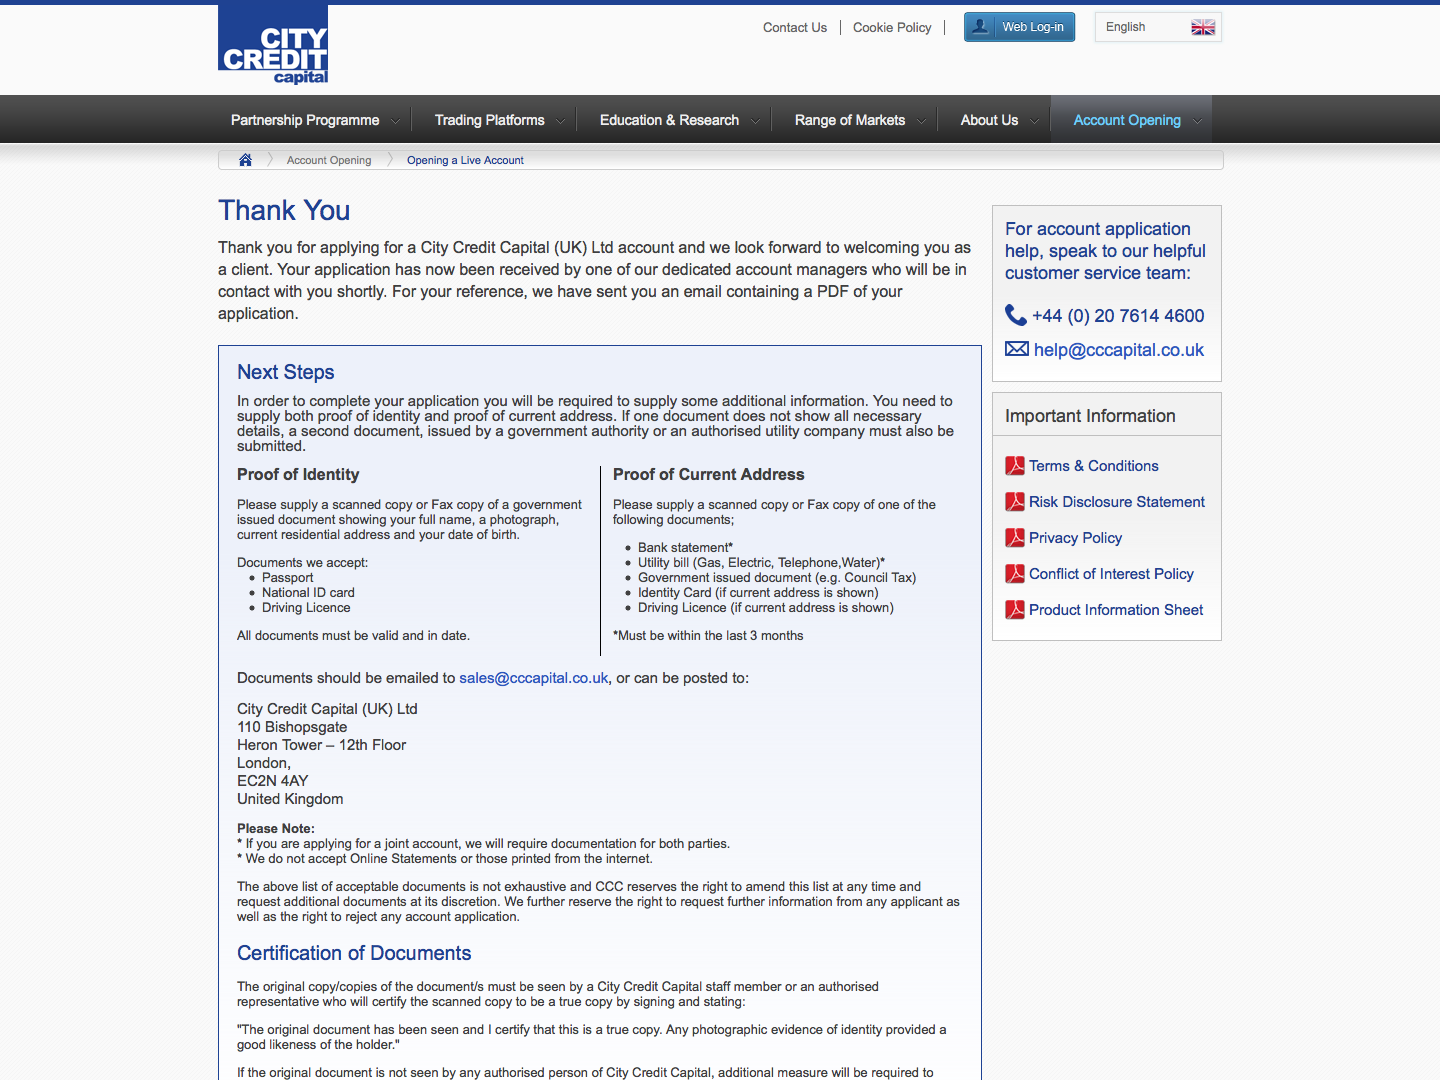 CITY
CREDIT
capital
Contact Us
Cookie Policy
Web Log-in
English
Partnership Programme
Trading Platforms
Education & Research
Range of Markets
About Us
Account Opening
Account Opening
Opening a Live Account
Thank You
Thank you for applying for a City Credit Capital (UK) Ltd account and we look forward to welcoming you as
a client. Your application has now been received by one of our dedicated account managers who will be in
contact with you shortly. For your reference, we have sent you an email containing a PDF of your
application.
Next Steps
In order to complete your application you will be required to supply some additional information. You need to
supply both proof of identity and proof of current address. If one document does not show all necessary
details, a second document, issued by a government authority or an authorised utility company must also be
submitted.
Proof of Identity
Please supply a scanned copy or Fax copy of a government
issued document showing your full name, a photograph,
current residential address and your date of birth.
Documents we accept:
Passport
National ID card
Driving Licence
All documents must be valid and in date.
Proof of Current Address
Please supply a scanned copy or Fax copy of one of the
following documents;
Bank statement*
Utility bill (Gas, Electric, Telephone,Water)*
Government issued document (e.g. Council Tax)
Identity Card (if current address is shown)
Driving Licence (if current address is shown)
*Must be within the last 3 months
Documents should be emailed to sales@cccapital.co.uk, or can be posted to:
City Credit Capital (UK) Ltd
110 Bishopsgate
Heron Tower – 12th Floor
London,
EC2N 4AY
United Kingdom
Please Note:
* If you are applying for a joint account, we will require documentation for both parties.
* We do not accept Online Statements or those printed from the internet.
The above list of acceptable documents is not exhaustive and CCC reserves the right to amend this list at any time and
request additional documents at its discretion. We further reserve the right to request further information from any applicant as
well as the right to reject any account application.
Certification of Documents
The original copy/copies of the document/s must be seen by a City Credit Capital staff member or an authorised
representative who will certify the scanned copy to be a true copy by signing and stating:
"The original document has been seen and I certify that this is a true copy. Any photographic evidence of identity provided a
good likeness of the holder."
If the original document is not seen by any authorised person of City Credit Capital, additional measure will be required to
For account application
help, speak to our helpful
customer service team:
+44 (0) 20 7614 4600
help@cccapital.co.uk
Important Information
Terms & Conditions
Risk Disclosure Statement
Privacy Policy
Conflict of Interest Policy
Product Information Sheet